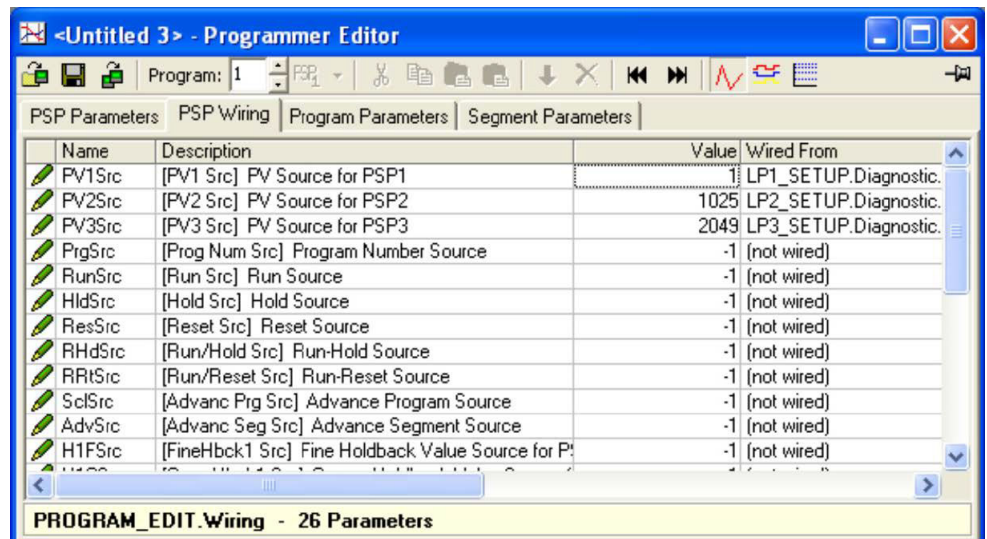 <Untitled 3> - Programmer Editor
Program: 1 PSP1
PSP Parameters PSP Wiring Program Parameters Segment Parameters
Name Description Value Wired From
PV1Src [PV1 Src] PV Source for PSP1 1 LP1_SETUP.Diagnostic.
PV2Src [PV2 Src] PV Source for PSP2 1025 LP2_SETUP.Diagnostic.
PV3Src [PV3 Src] PV Source for PSP3 2049 LP3_SETUP.Diagnostic.
PrgSrc [Prog Num Src] Program Number Source -1 (not wired)
RunSrc [Run Src] Run Source -1 (not wired)
HldSrc [Hold Src] Hold Source -1 (not wired)
ResSrc [Reset Src] Reset Source -1 (not wired)
RHdSrc [Run/Hold Src] Run-Hold Source -1 (not wired)
RRtSrc [Run/Reset Src] Run-Reset Source -1 (not wired)
SclSrc [Advanc Prg Src] Advance Program Source -1 (not wired)
AdvSrc [Advanc Seg Src] Advance Segment Source -1 (not wired)
H1FSrc [FineHbck1 Src] Fine Holdback Value Source for -1 (not wired)
PROGRAM_EDIT.Wiring - 26 Parameters